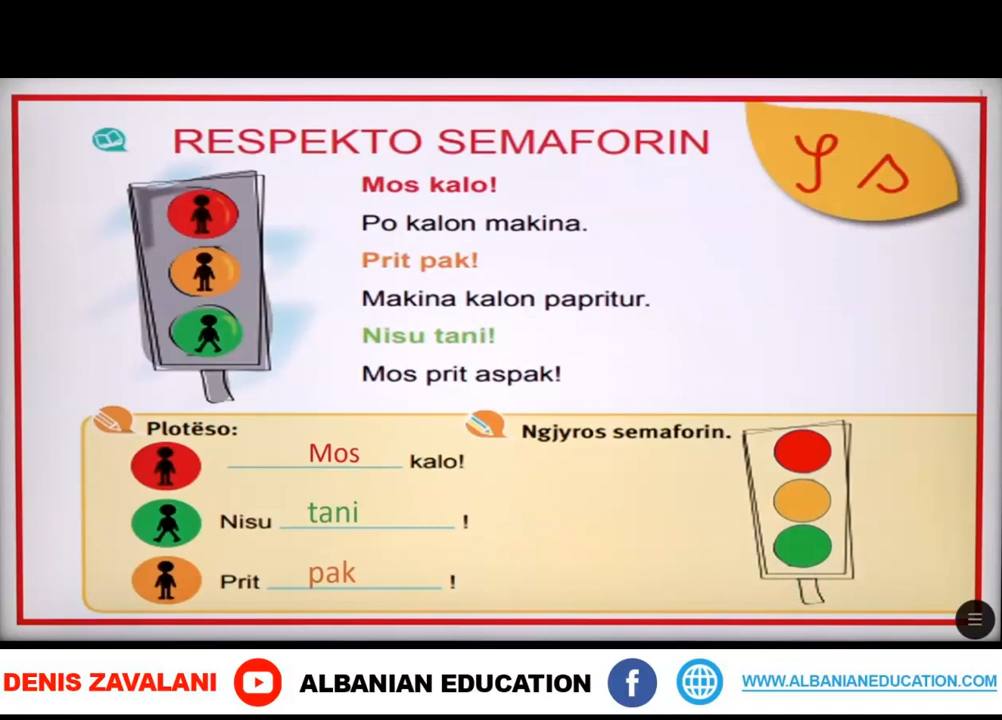 RESPEKTO SEMAFORIN
S s
Mos kalo!
Po kalon makina.
Prit pak!
Makina kalon papritur.
Nisu tani!
Mos prit aspak!
Plotëso:
Mos kalo!
Nisu tani !
Prit pak !
Ngjyros semaforin.
DENIS ZAVALANI
ALBANIAN EDUCATION
f
WWW.ALBANIANEDUCATION.COM